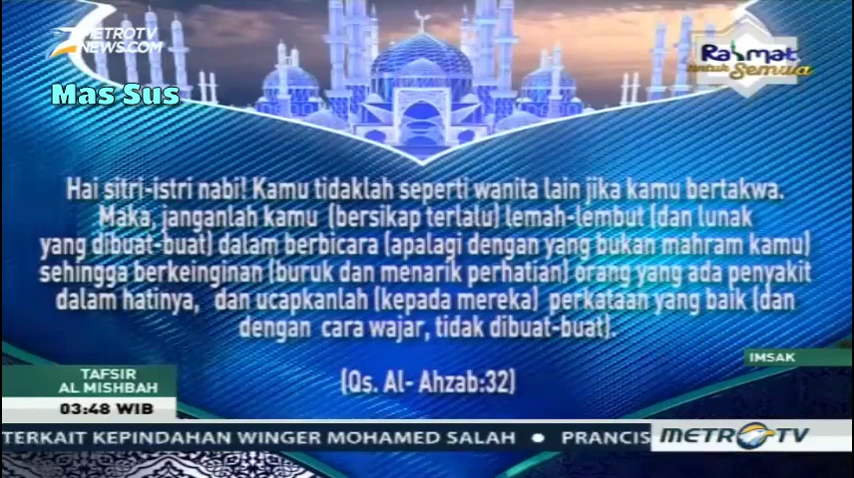 METROTV
NEWS.COM
Rahmat
untuk Semua
Mas Sus
Hai sitri-istri nabi! Kamu tidaklah seperti wanita lain jika kamu bertakwa.
Maka, janganlah kamu (bersikap terlalu) lemah-lembut (dan lunak
yang dibuat-buat) dalam berbicara (apalagi dengan yang bukan mahram kamu)
sehingga berkeinginan (buruk dan menarik perhatian) orang yang ada penyakit
dalam hatinya, dan ucapkanlah (kepada mereka) perkataan yang baik (dan
dengan cara wajar, tidak dibuat-buat).
(Qs. Al- Ahzab:32)
IMSAK
TAFSIR
AL MISHBAH
03:48 WIB
TERKAIT KEPINDAHAN WINGER MOHAMED SALAH • PRANCIS
METRO TV